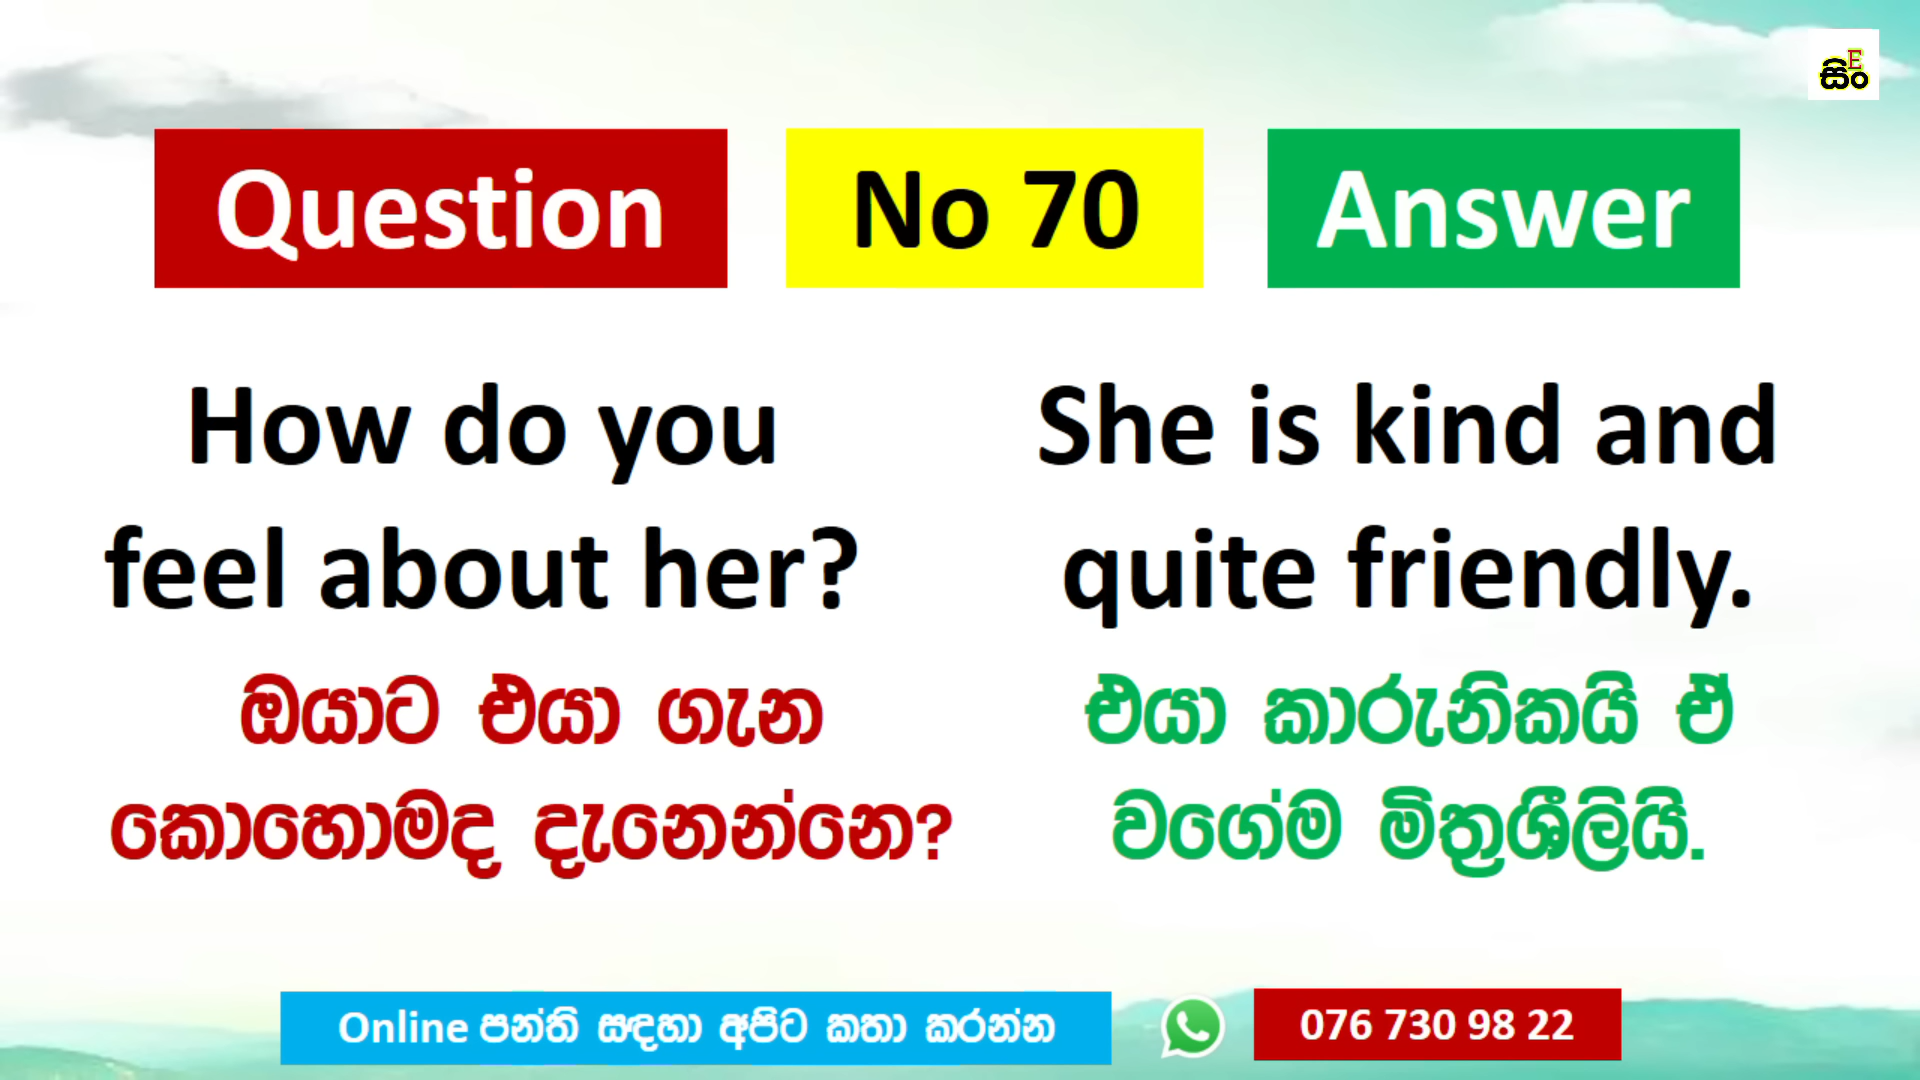 සිං
E
Question
No 70
Answer
How do you
feel about her?
ඔයාට එයා ගැන
කොහොමද දැනෙන්නෙ?
She is kind and
quite friendly.
එයා කාරුනිකයි ඒ
වගේම මිත්‍රශීලියි.
Online පන්ති සඳහා අපිට කතා කරන්න
076 730 98 22